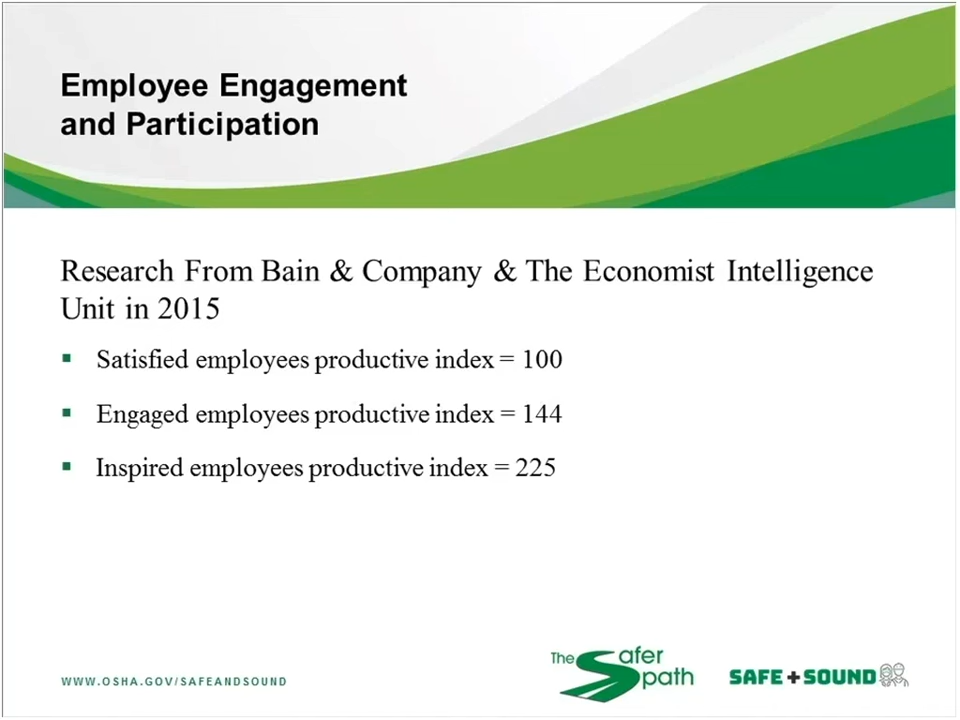 Employee Engagement
and Participation
Research From Bain & Company & The Economist Intelligence
Unit in 2015
▪ Satisfied employees productive index = 100
▪ Engaged employees productive index = 144
▪ Inspired employees productive index = 225
WWW.OSHA.GOV/SAFEANDSOUND
The Safer path
SAFE + SOUND